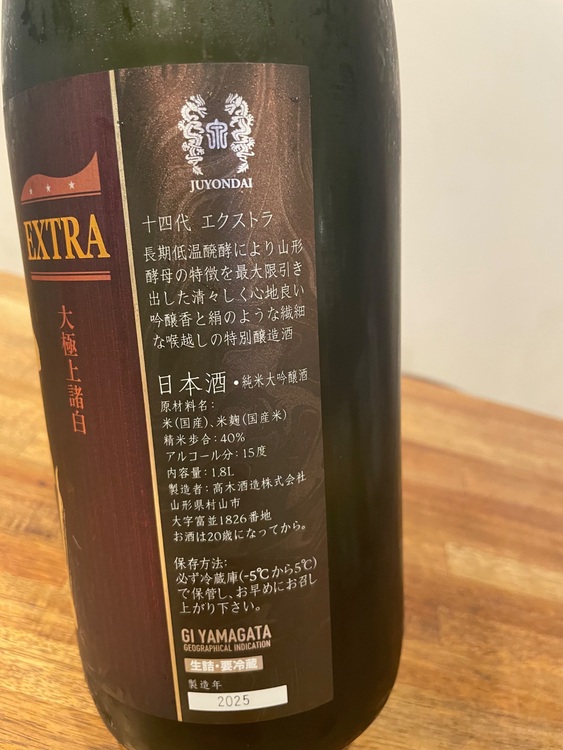 EXTRA
大極上諸白
JUYONDAI
十四代 エクストラ
長期低温醗酵により山形
酵母の特徴を最大限引き
出した清々しく心地良い
吟醸香と絹のような繊細
な喉越しの特別醸造酒
日本酒・純米大吟醸酒
原材料名:
米(国産)、米麹(国産米)
精米歩合:40%
アルコール分:15度
内容量:1.8L
製造者:高木酒造株式会社
山形県村山市
大字富並1826番地
お酒は20歳になってから。
保存方法:
必ず冷蔵庫(-5℃から5℃)
で保管し、お早めにお召し
上がり下さい。
GI YAMAGATA
GEOGRAPHICAL INDICATION
生詰・要冷蔵
製造年
2025